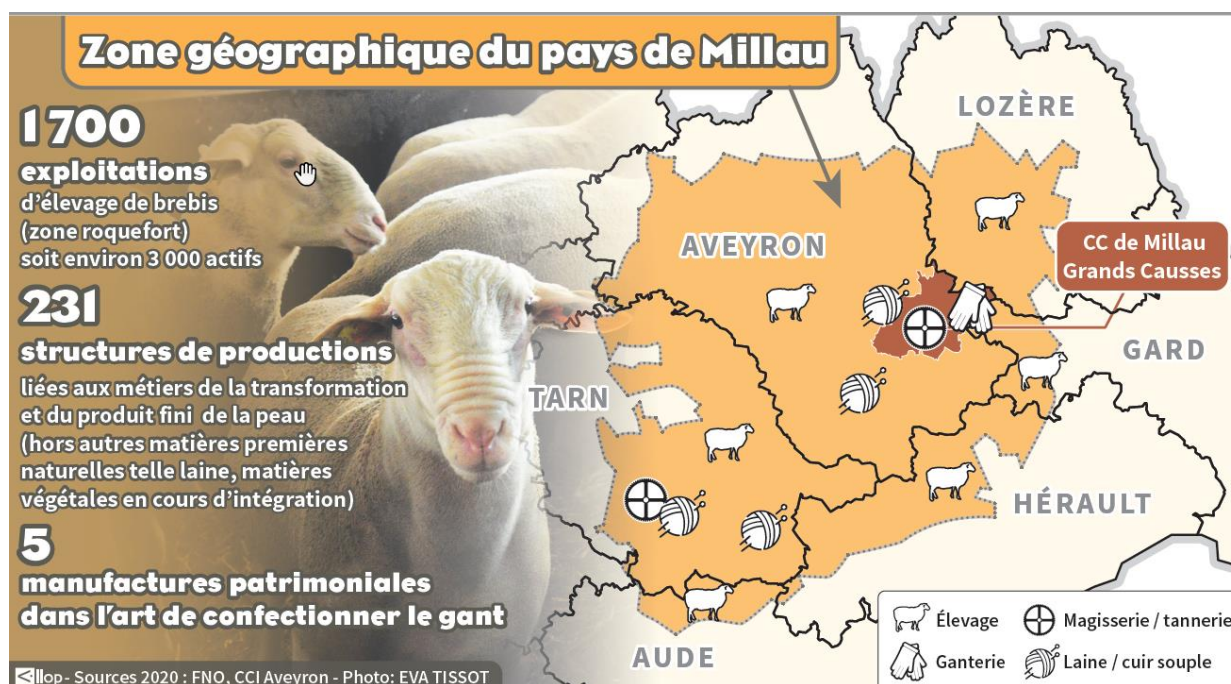 Zone géographique du pays de Millau
1 700
exploitations
d'élevage de brebis
(zone roquefort)
soit environ 3 000 actifs
231
structures de productions
liées aux métiers de la transformation
et du produit fini de la peau
(hors autres matières premières
naturelles telle laine, matières
végétales en cours d'intégration)
5
manufactures patrimoniales
dans l'art de confectionner le gant
LOZÈRE
AVEYRON
CC de Millau
Grands Causses
GARD
TARN
HÉRAULT
AUDE
Élevage
Magisserie / tannerie
Ganterie
Laine / cuir souple
op- Sources 2020 : FNO, CCI Aveyron - Photo: EVA TISSOT